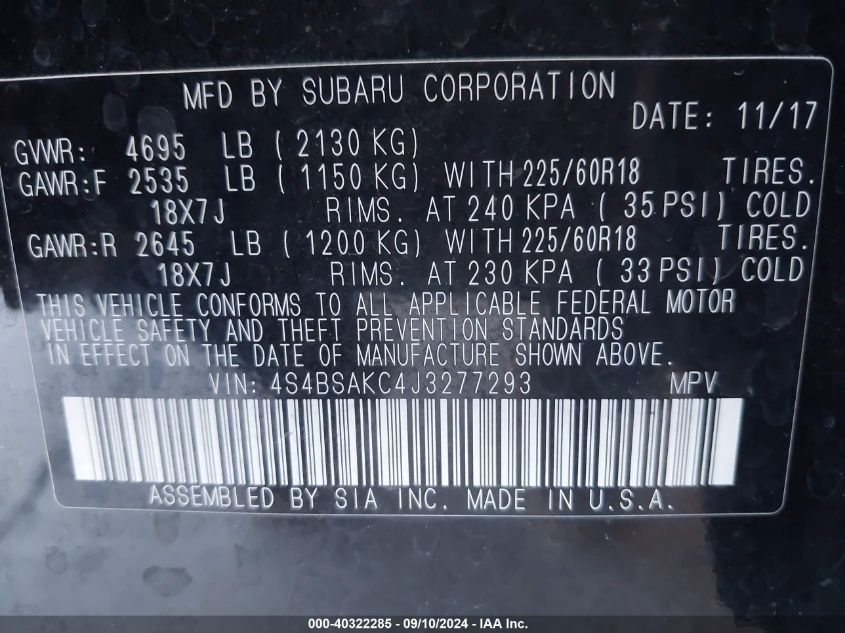 MFD BY SUBARU CORPORATION
DATE: 11/17
GVWR: 4695 LB ( 2130 KG)
GAWR:F 2535 LB ( 1150 KG) WITH 225/60R18 TIRES.
18X7J RIMS. AT 240 KPA ( 35 PSI) COLD
GAWR:R 2645 LB ( 1200 KG) WITH 225/60R18 TIRES.
18X7J RIMS. AT 230 KPA ( 33 PSI) COLD
THIS VEHICLE CONFORMS TO ALL APPLICABLE FEDERAL MOTOR
VEHICLE SAFETY AND THEFT PREVENTION STANDARDS
IN EFFECT ON THE DATE OF MANUFACTURE SHOWN ABOVE.
VIN: 4S4BSAKC4J3277293 MPV
ASSEMBLED BY SIA INC. MADE IN U.S.A.
000-40322285 - 09/10/2024 - IAA Inc.